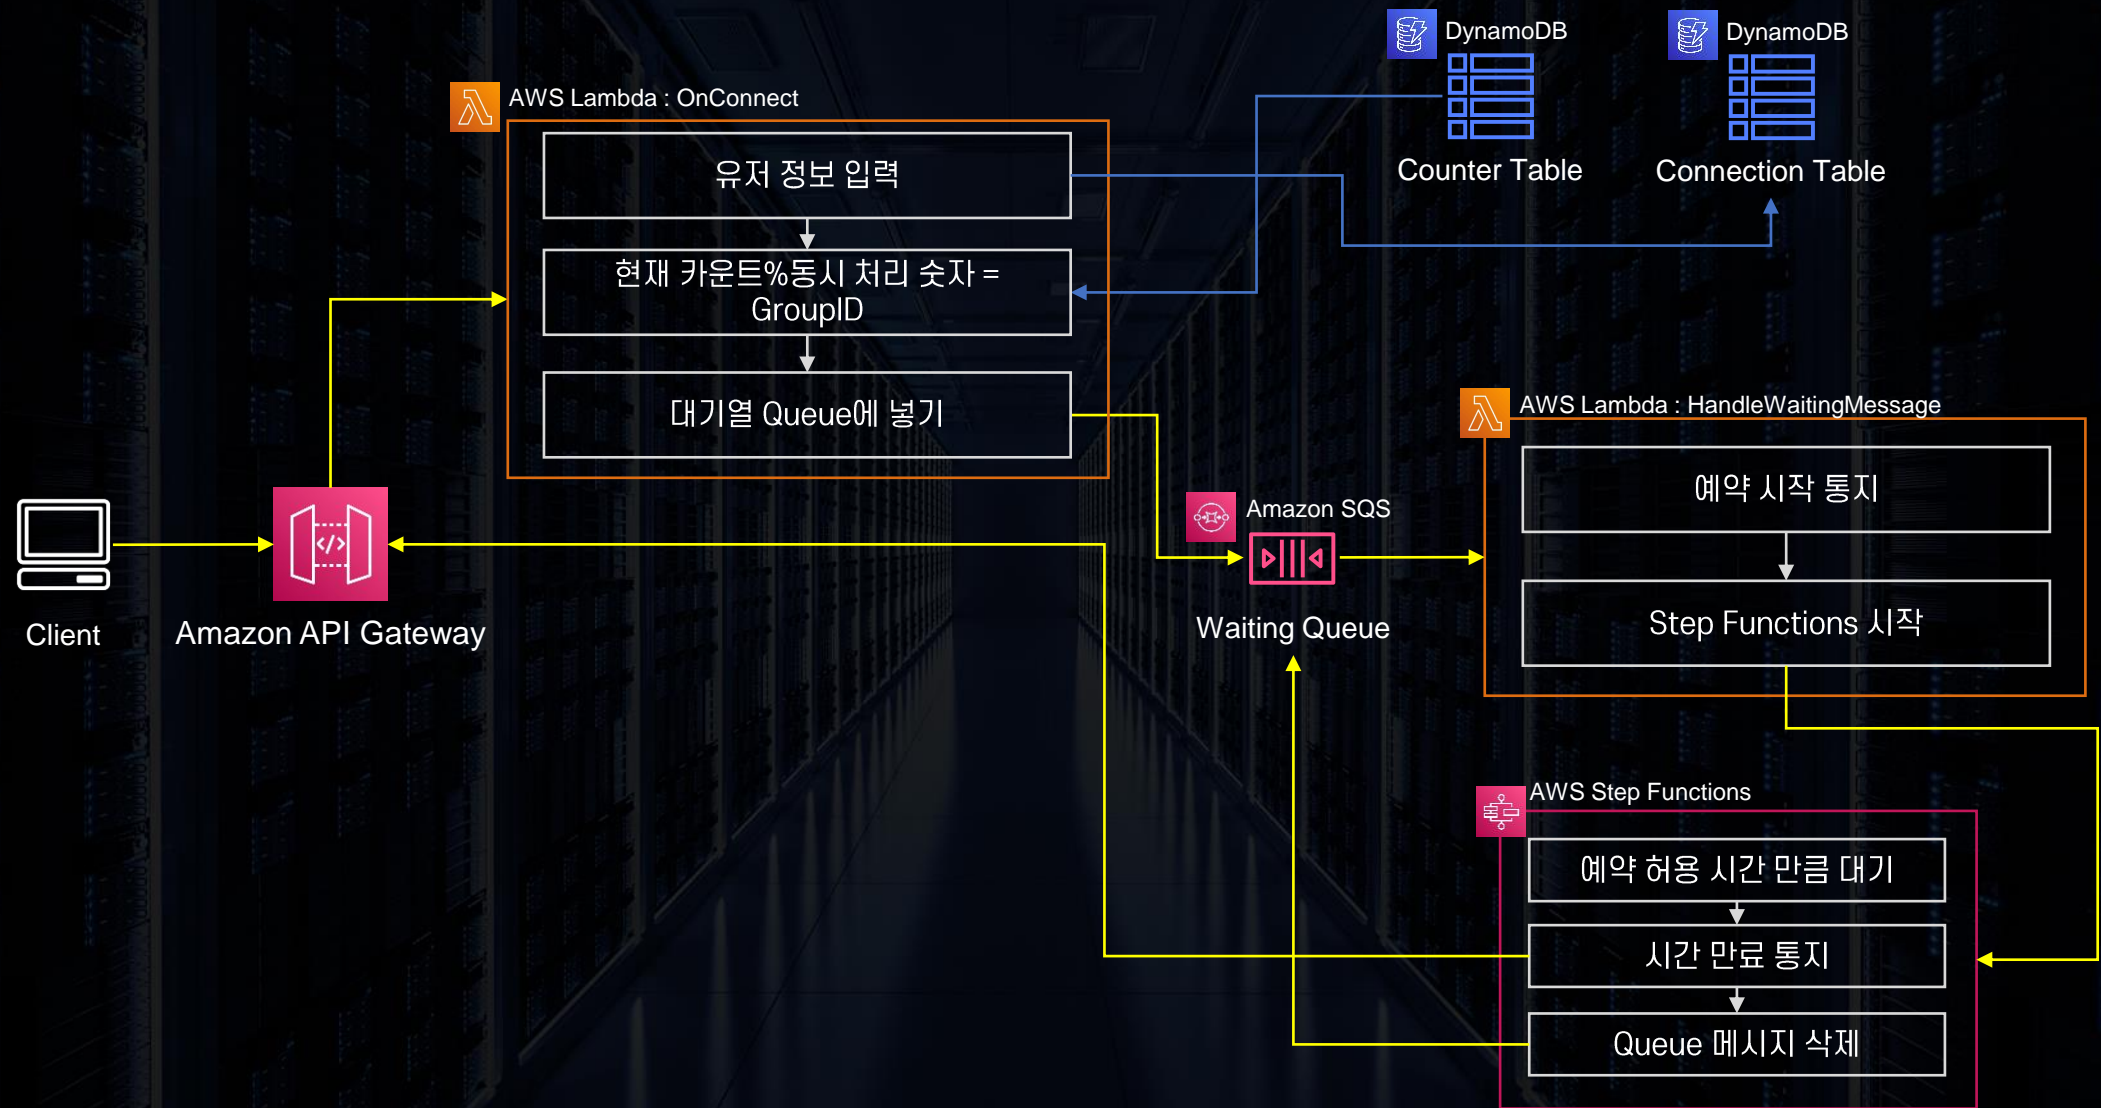 DynamoDB
DynamoDB
Counter Table
Connection Table
AWS Lambda : OnConnect
유저 정보 입력
현재 카운트%동시 처리 숫자 =
GroupID
대기열 Queue에 넣기
Client
Amazon API Gateway
Amazon SQS
Waiting Queue
AWS Lambda : HandleWaitingMessage
예약 시작 통지
Step Functions 시작
AWS Step Functions
예약 허용 시간 만큼 대기
시간 만료 통지
Queue 메시지 삭제